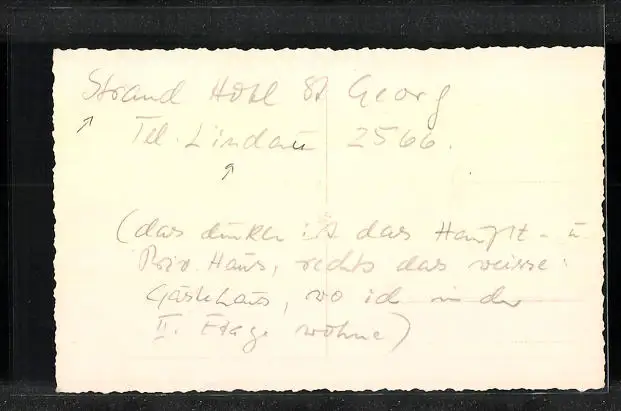 Strand Hotel St Georg
Tel. Lindau 2566.
(das dunkle ist das Haupt- u.
Priv. Haus, rechts das weisse:
Gästehaus, wo ich in der
II. Etage wohne)